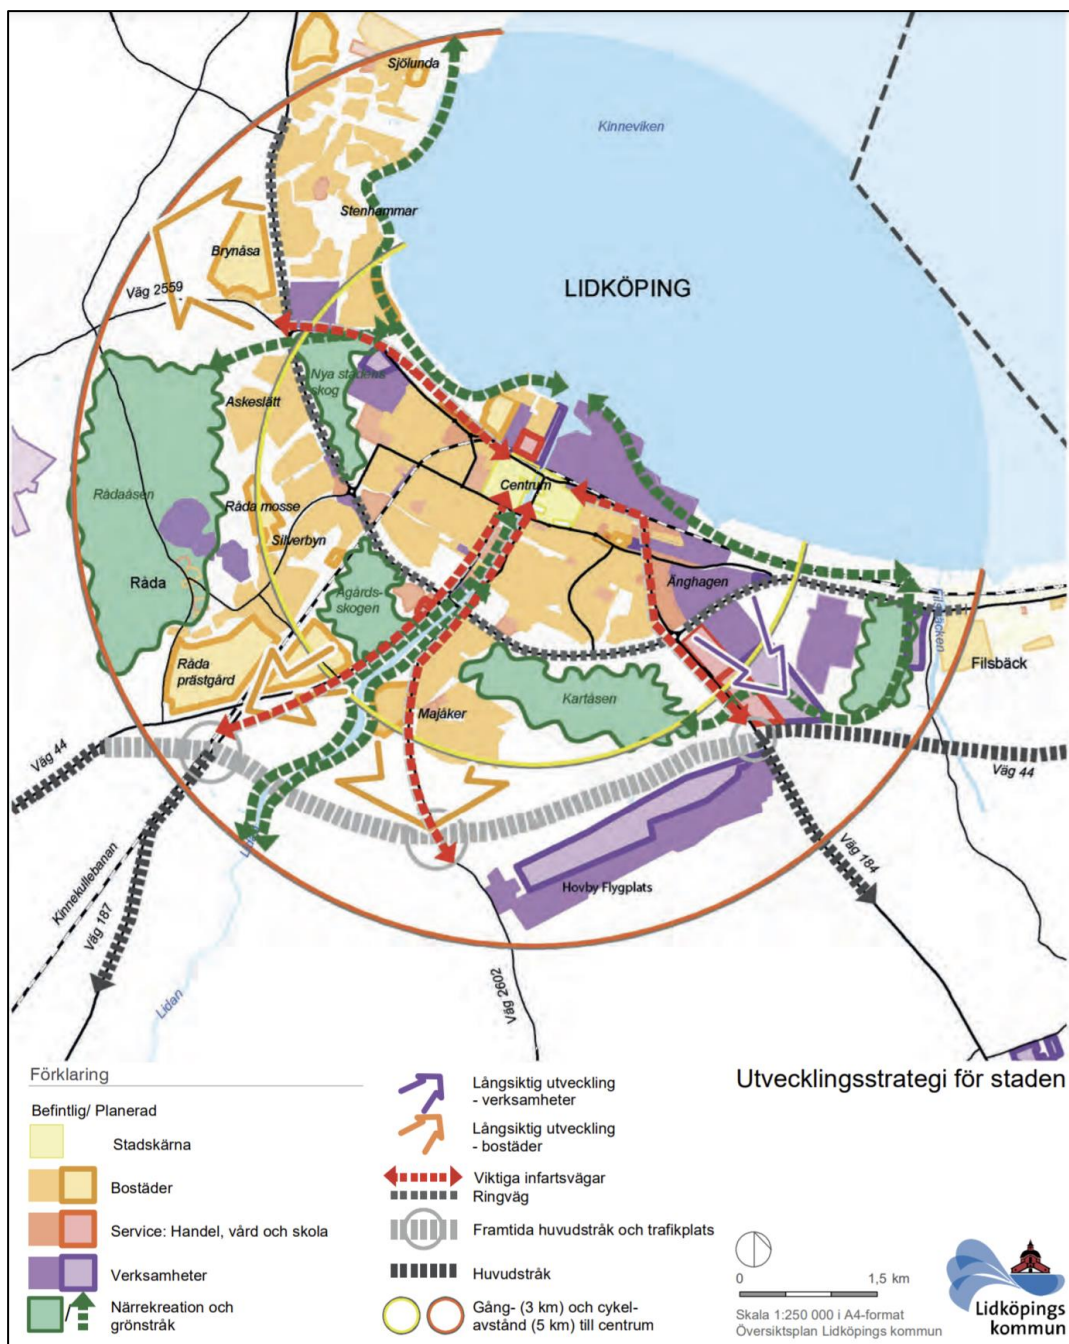 Sjölunda
Kinneviken
Stenhammar
Brynåsa
Väg 2559
LIDKÖPING
Nya stadens
skog
Askeslätt
Centrum
Rådaåsen
Råda mosse
Silverbyn
Råda
Ågårds-
skogen
Änghagen
Filsbäcken
Filsbäck
Råda
prästgård
Kartåsen
Majåker
Väg 44
Väg 44
Hovby Flygplats
Väg 184
Kinnekullebanan
Väg 187
Lidan
Väg 2602
Förklaring
Befintlig/ Planerad
Stadskärna
Bostäder
Service: Handel, vård och skola
Verksamheter
Närrekreation och
grönstråk
Långsiktig utveckling
- verksamheter
Långsiktig utveckling
- bostäder
Viktiga infartsvägar
Ringväg
Framtida huvudstråk och trafikplats
Huvudstråk
Gång- (3 km) och cykel-
avstånd (5 km) till centrum
Utvecklingsstrategi för staden
0 1,5 km
Skala 1:250 000 i A4-format
Översiktsplan Lidköpings kommun
Lidköpings
kommun